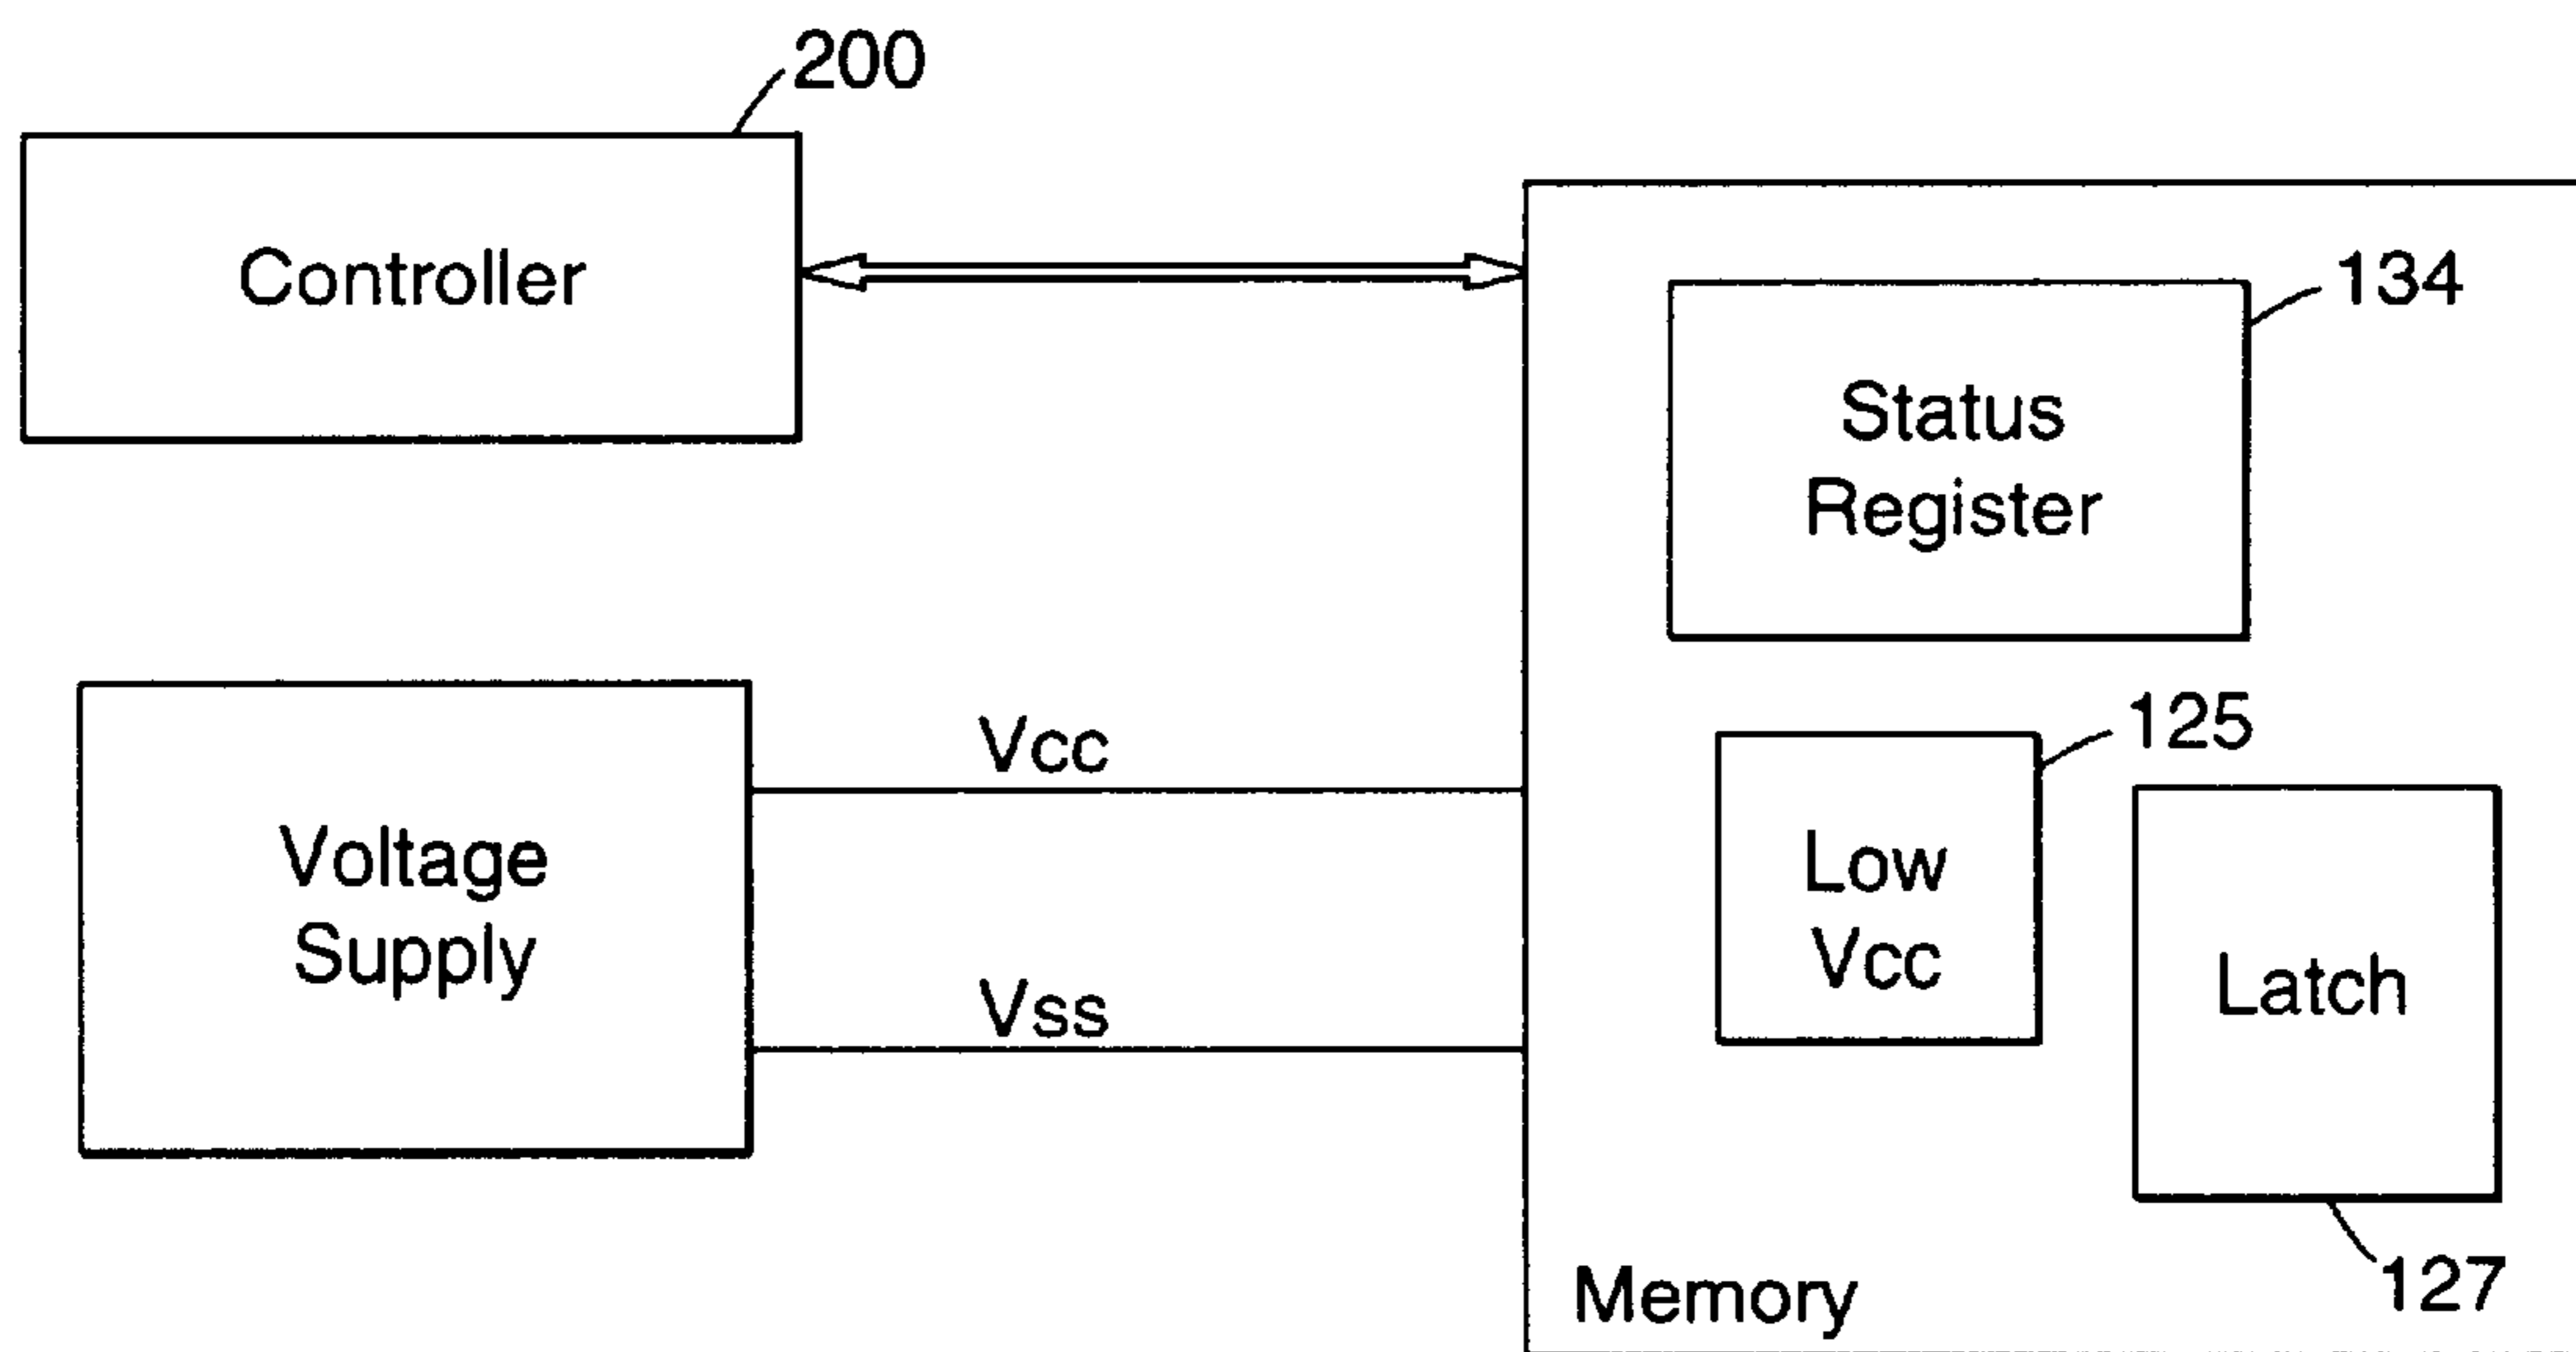 200
Controller
134
Status
Register
Vcc
125
Voltage
Supply
Low
Vcc
Latch
Vss
127
Memory